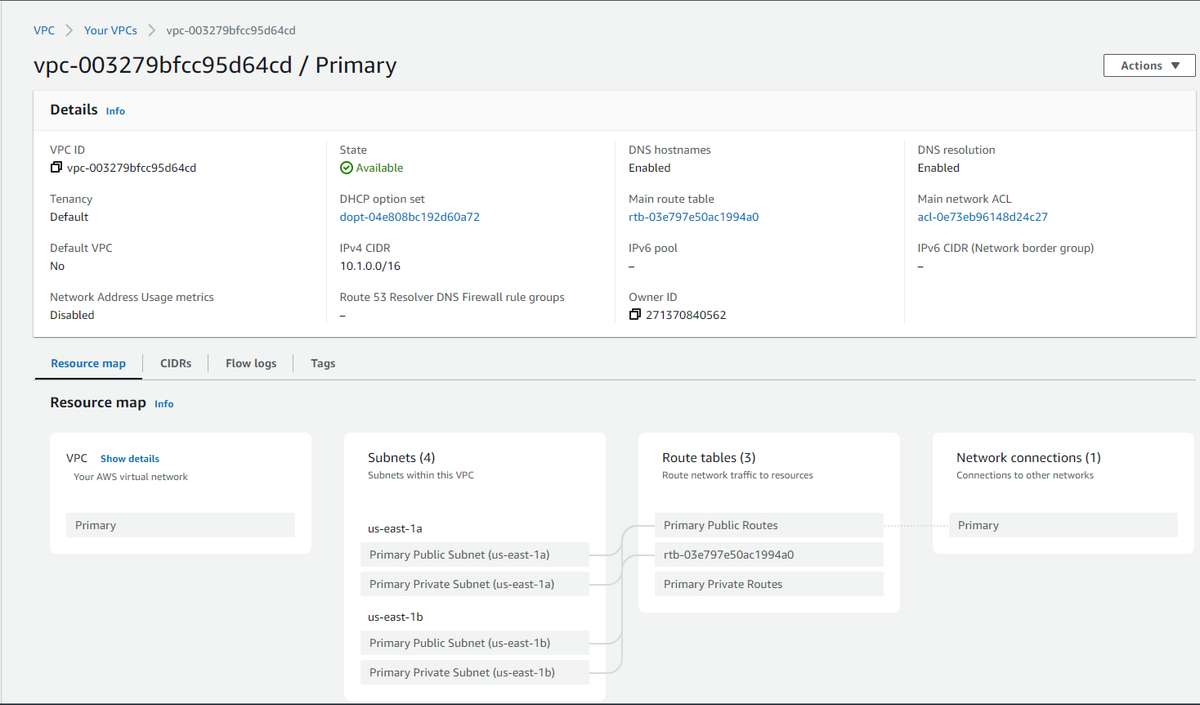 VPC > Your VPCs > vpc-003279bfcc95d64cd
vpc-003279bfcc95d64cd / Primary
Actions ▼
Details Info
VPC ID
vpc-003279bfcc95d64cd
State
Available
DNS hostnames
Enabled
DNS resolution
Enabled
Tenancy
Default
DHCP option set
dopt-04e808bc192d60a72
Main route table
rtb-03e797e50ac1994a0
Main network ACL
acl-0e73eb96148d24c27
Default VPC
No
IPv4 CIDR
10.1.0.0/16
IPv6 pool
–
IPv6 CIDR (Network border group)
–
Network Address Usage metrics
Disabled
Route 53 Resolver DNS Firewall rule groups
–
Owner ID
271370840562
Resource map
CIDRs
Flow logs
Tags
Resource map Info
VPC Show details
Your AWS virtual network
Primary
Subnets (4)
Subnets within this VPC
us-east-1a
Primary Public Subnet (us-east-1a)
Primary Private Subnet (us-east-1a)
us-east-1b
Primary Public Subnet (us-east-1b)
Primary Private Subnet (us-east-1b)
Route tables (3)
Route network traffic to resources
Primary Public Routes
rtb-03e797e50ac1994a0
Primary Private Routes
Network connections (1)
Connections to other networks
Primary